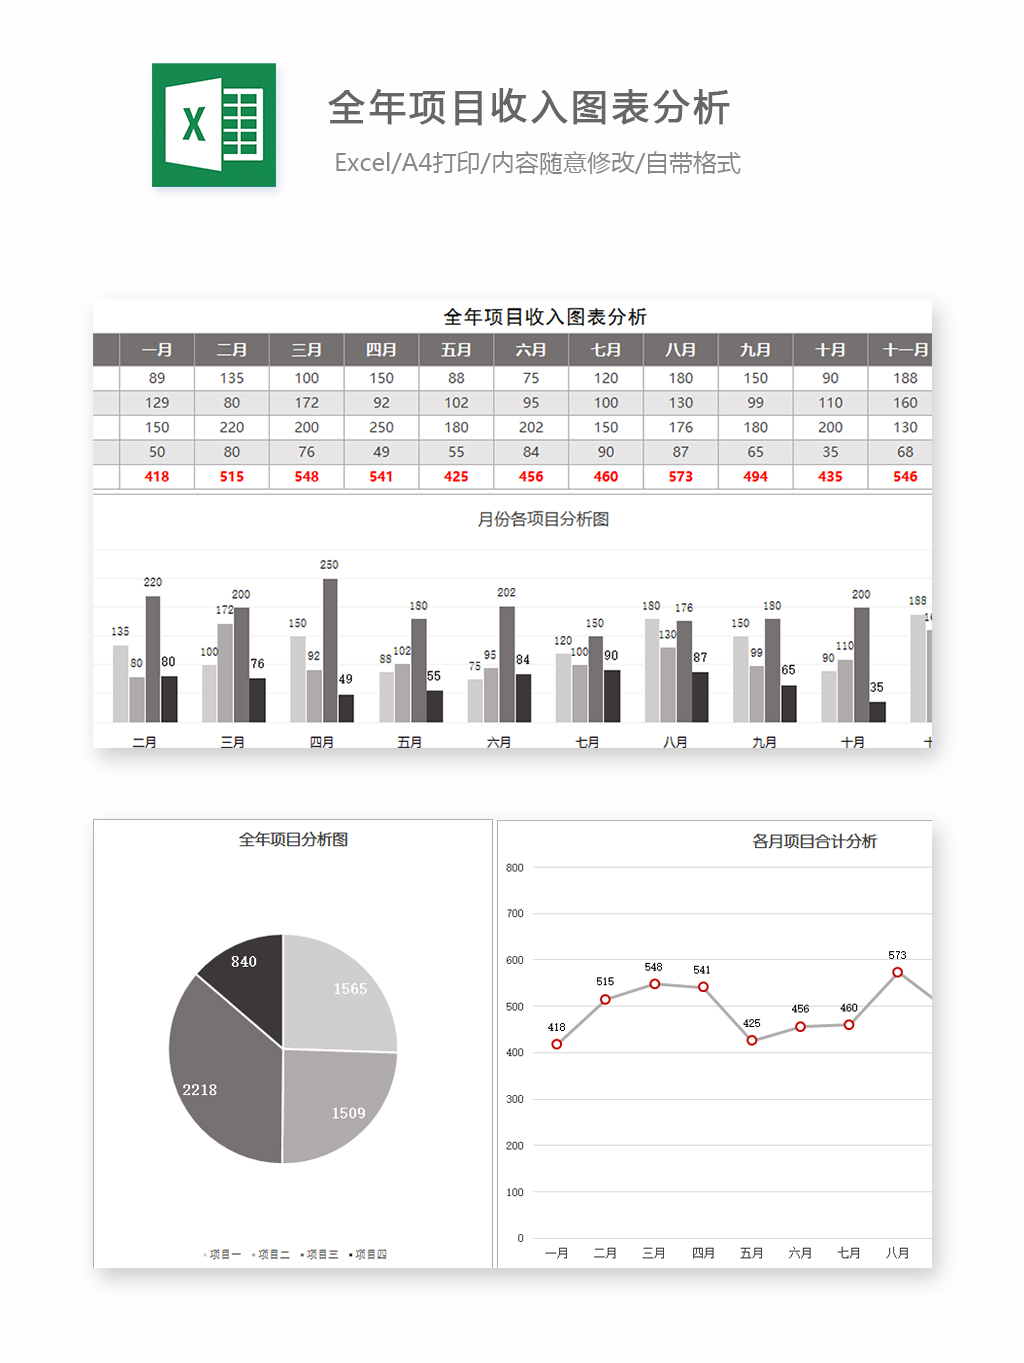 X
全年项目收入图表分析
Excel/A4打印/内容随意修改/自带格式
全年项目收入图表分析
一月 二月 三月 四月 五月 六月 七月 八月 九月 十月 十一月
89 135 100 150 88 75 120 180 150 90 188
129 80 172 92 102 95 100 130 99 110 160
150 220 200 250 180 202 150 176 180 200 130
50 80 76 49 55 84 90 87 65 35 68
418 515 548 541 425 456 460 573 494 435 546
月份各项目分析图
135 80 220 80 100 172 200 76 150 92 250 49 88 102 180 55 75 95 202 84 120 100 150 90 180 130 176 87 150 99 180 65 90 110 200 35 188
二月 三月 四月 五月 六月 七月 八月 九月 十月
全年项目分析图
840
1565
2218
1509
项目一 项目二 项目三 项目四
各月项目合计分析
800
700
600
500
400
300
200
100
0
418 515 548 541 425 456 460 573
一月 二月 三月 四月 五月 六月 七月 八月